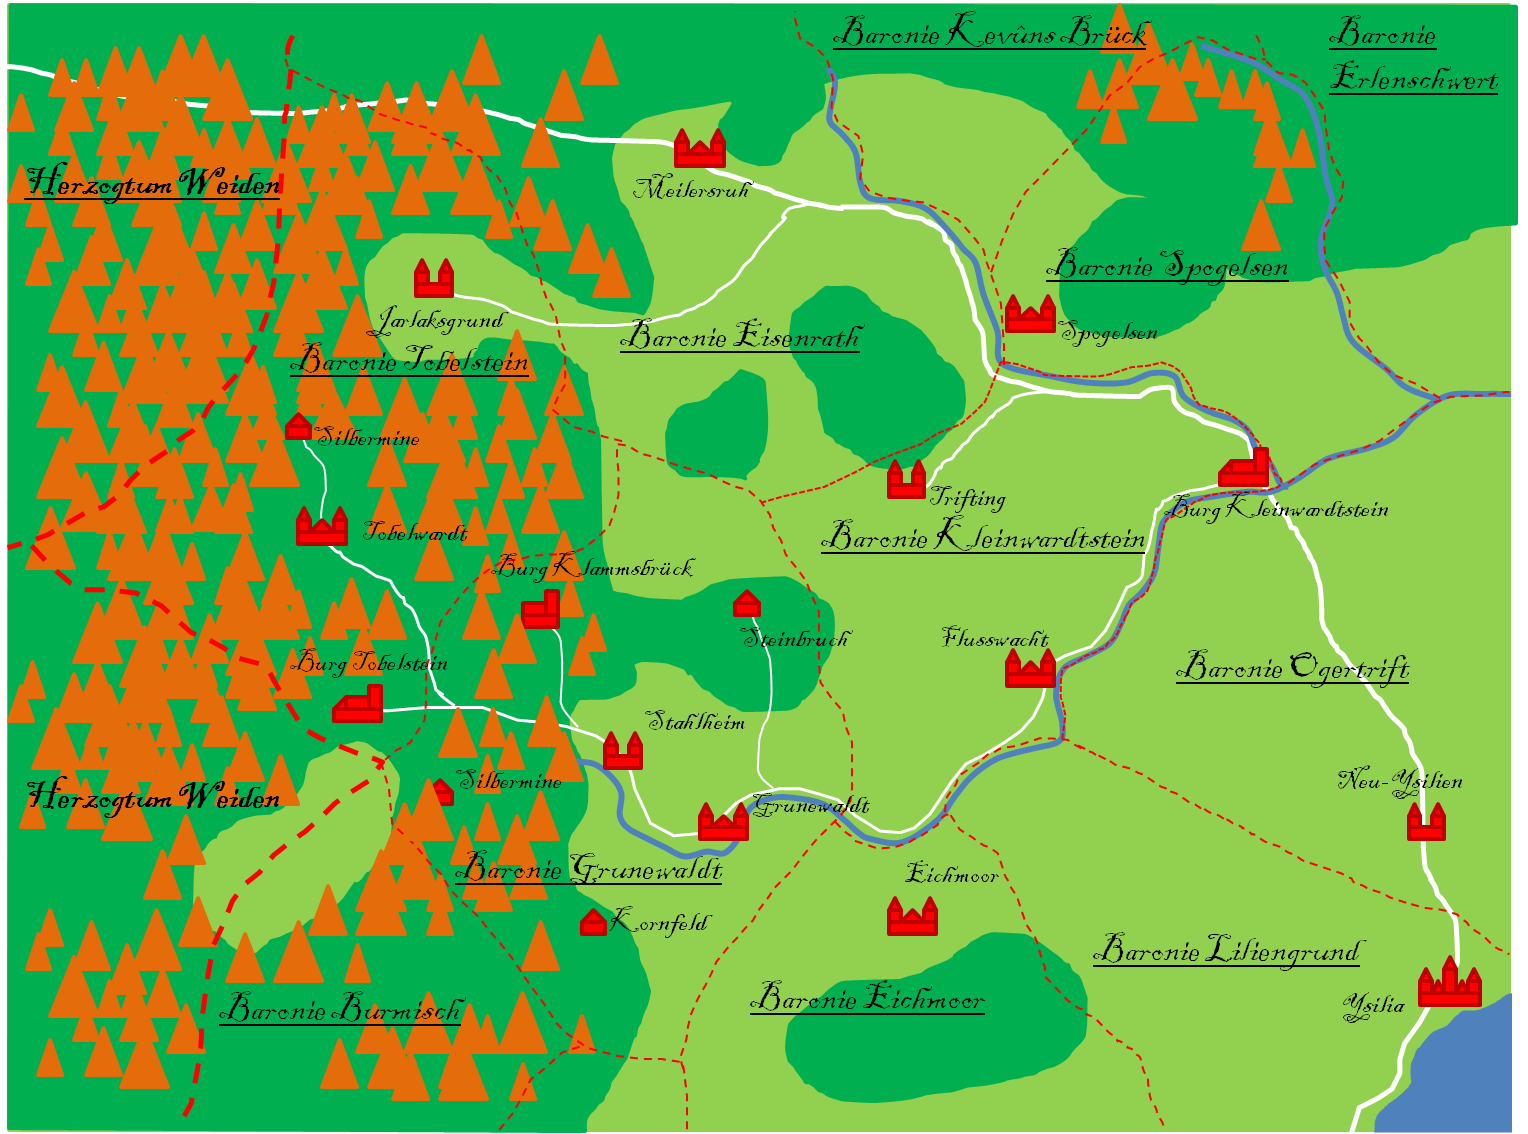 Baronie Kevûns Brück
Baronie
Erlenschwert
Herzogtum Weiden
Meilersruh
Baronie Spogelsen
Jarlaksgrund
Spogelsen
Baronie Eisenrath
Baronie Tobelstein
Silbermine
Trifting
Burg Kleinwardtstein
Tobelwardt
Baronie Kleinwardtstein
Burg Klammsbrück
Steinbruch
Flusswacht
Burg Tobelstein
Baronie Ogertrift
Stahlheim
Silbermine
Neu-Ysilien
Herzogtum Weiden
Grunewaldt
Baronie Grunewaldt
Eichmoor
Kornfeld
Baronie Liliengrund
Baronie Eichmoor
Ysilia
Baronie Burmisch